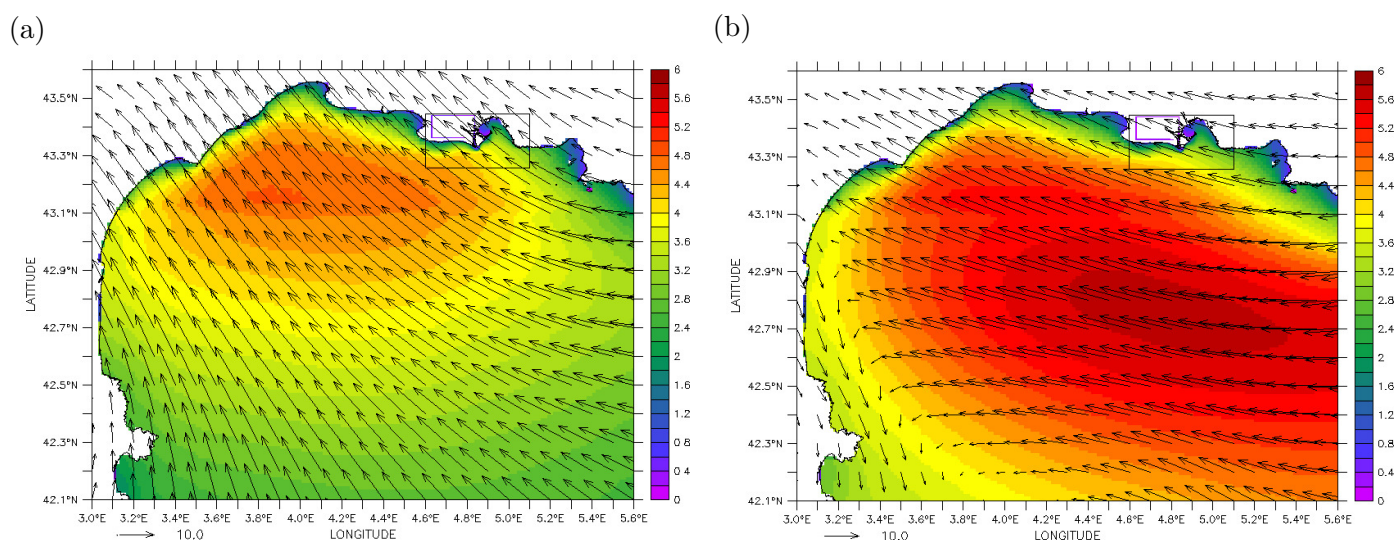 (a)
(b)
43.5°N
43.3°N
43.1°N
42.9°N
42.7°N
42.5°N
42.3°N
42.1°N
LATITUDE
3.0°E 3.2°E 3.4°E 3.6°E 3.8°E 4.0°E 4.2°E 4.4°E 4.6°E 4.8°E 5.0°E 5.2°E 5.4°E 5.6°E
LONGITUDE
10.0
6
5.6
5.2
4.8
4.4
4
3.6
3.2
2.8
2.4
2
1.6
1.2
0.8
0.4
0
43.5°N
43.3°N
43.1°N
42.9°N
42.7°N
42.5°N
42.3°N
42.1°N
LATITUDE
3.0°E 3.2°E 3.4°E 3.6°E 3.8°E 4.0°E 4.2°E 4.4°E 4.6°E 4.8°E 5.0°E 5.2°E 5.4°E 5.6°E
LONGITUDE
10.0
6
5.6
5.2
4.8
4.4
4
3.6
3.2
2.8
2.4
2
1.6
1.2
0.8
0.4
0